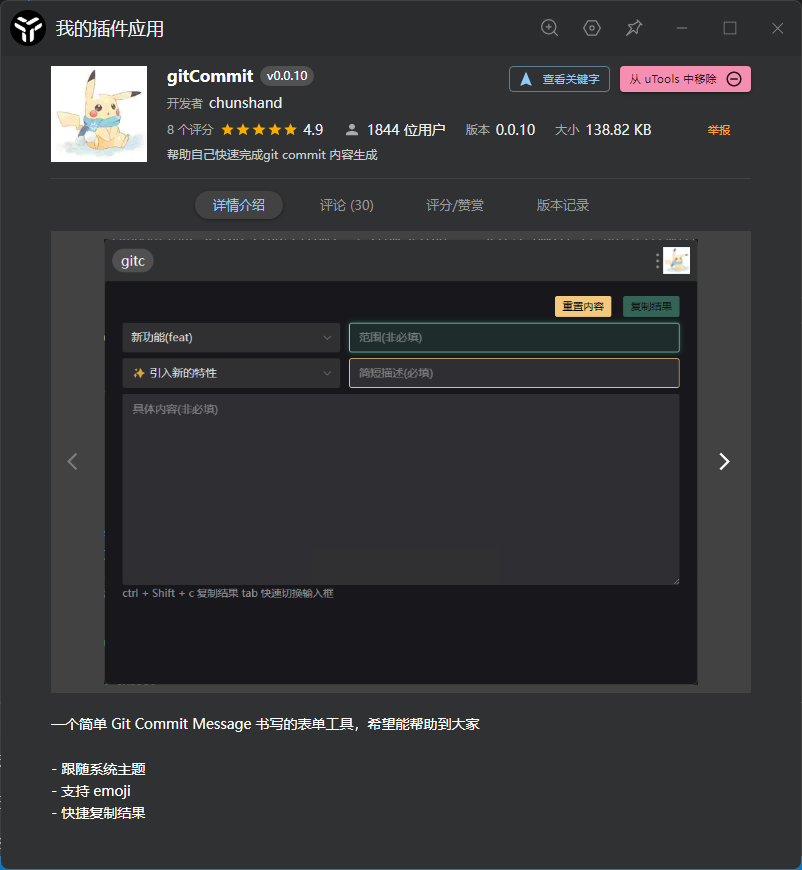 我的插件应用
gitCommit v0.0.10 查看关键字 从 uTools 中移除
开发者 chunshand
8 个评分 4.9 1844 位用户 版本 0.0.10 大小 138.82 KB 举报
帮助自己快速完成git commit 内容生成
详情介绍 评论 (30) 评分/赞赏 版本记录
gitc
重置内容 复制结果
新功能(feat) 范围(非必填)
✨ 引入新的特性 简短描述(必填)
具体内容(非必填)
ctrl + Shift + c 复制结果 tab 快速切换输入框
一个简单 Git Commit Message 书写的表单工具，希望能帮助到大家
- 跟随系统主题
- 支持 emoji
- 快捷复制结果